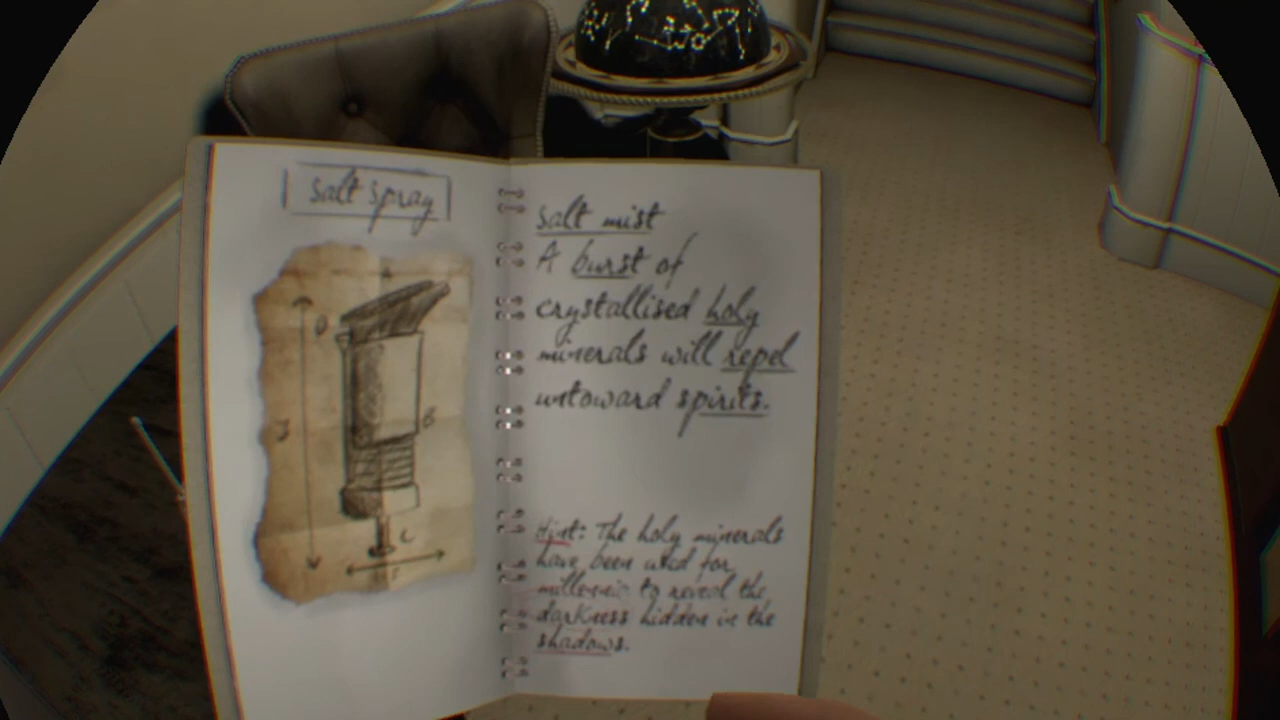 salt spray
salt mist
A burst of
crystallised holy
minerals will repel
untoward spirits.
Hint: The holy minerals
have been used for
millennia to reveal the
darkness hidden in the
shadows.